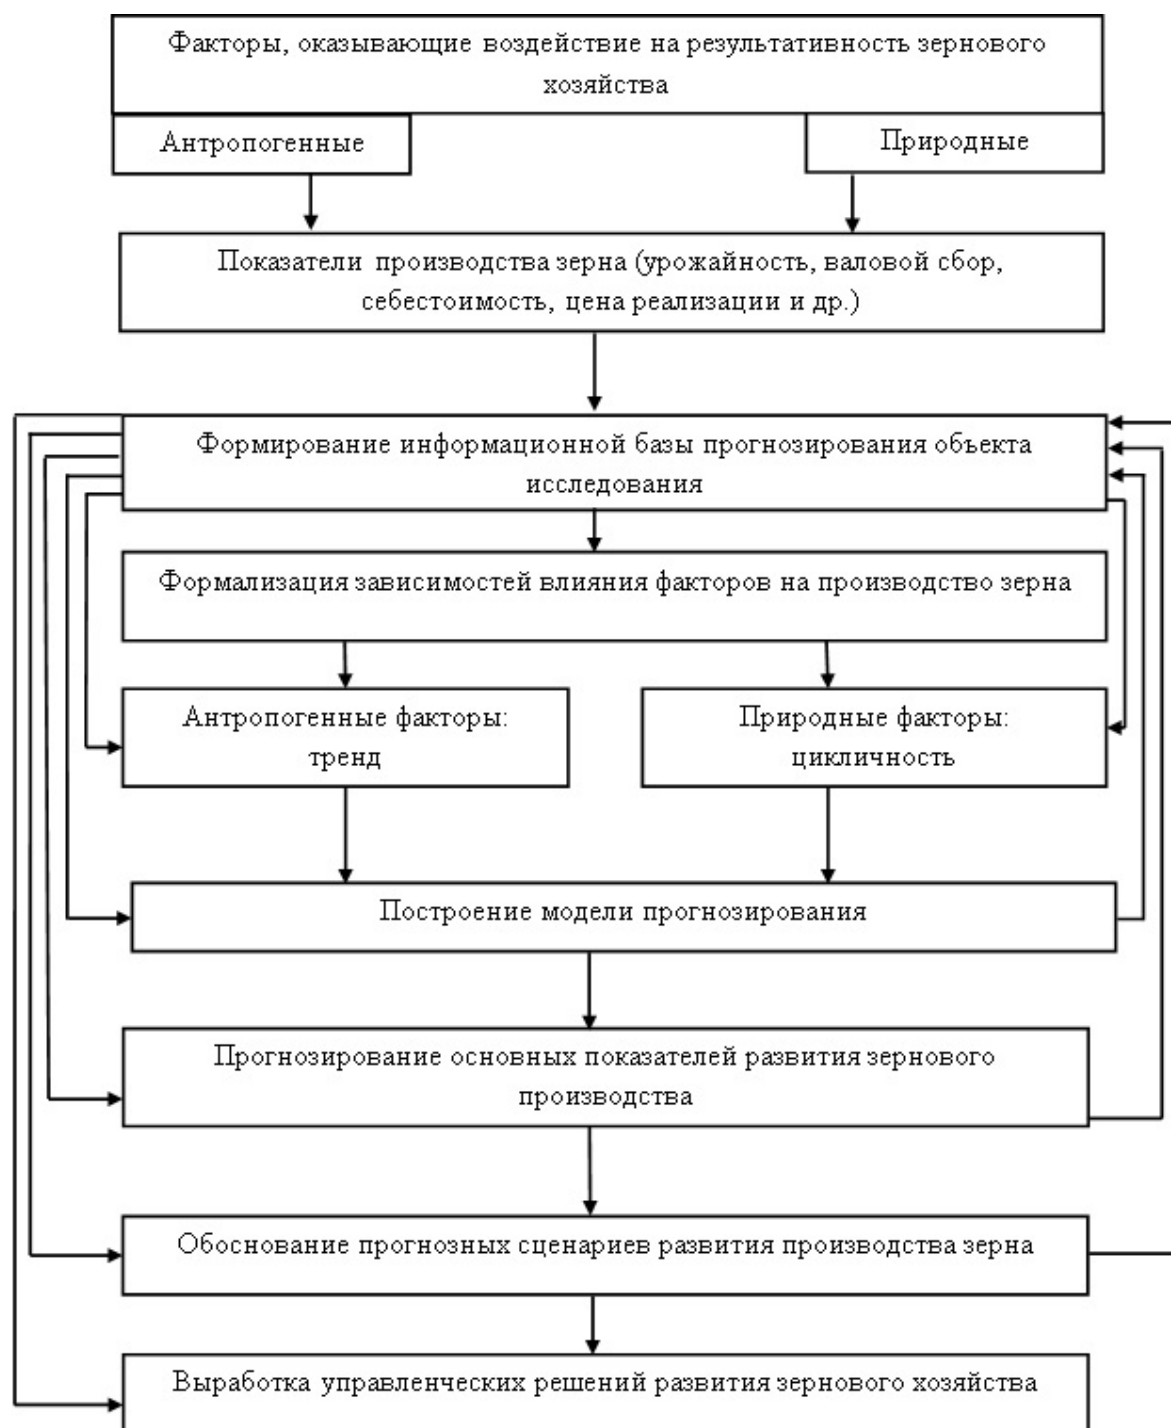 Факторы, оказывающие воздействие на результативность зернового
хозяйства
Антропогенные
Природные
Показатели производства зерна (урожайность, валовой сбор,
себестоимость, цена реализации и др.)
Формирование информационной базы прогнозирования объекта
исследования
Формализация зависимостей влияния факторов на производство зерна
Антропогенные факторы:
тренд
Природные факторы:
цикличность
Построение модели прогнозирования
Прогнозирование основных показателей развития зернового
производства
Обоснование прогнозных сценариев развития производства зерна
Выработка управленческих решений развития зернового хозяйства